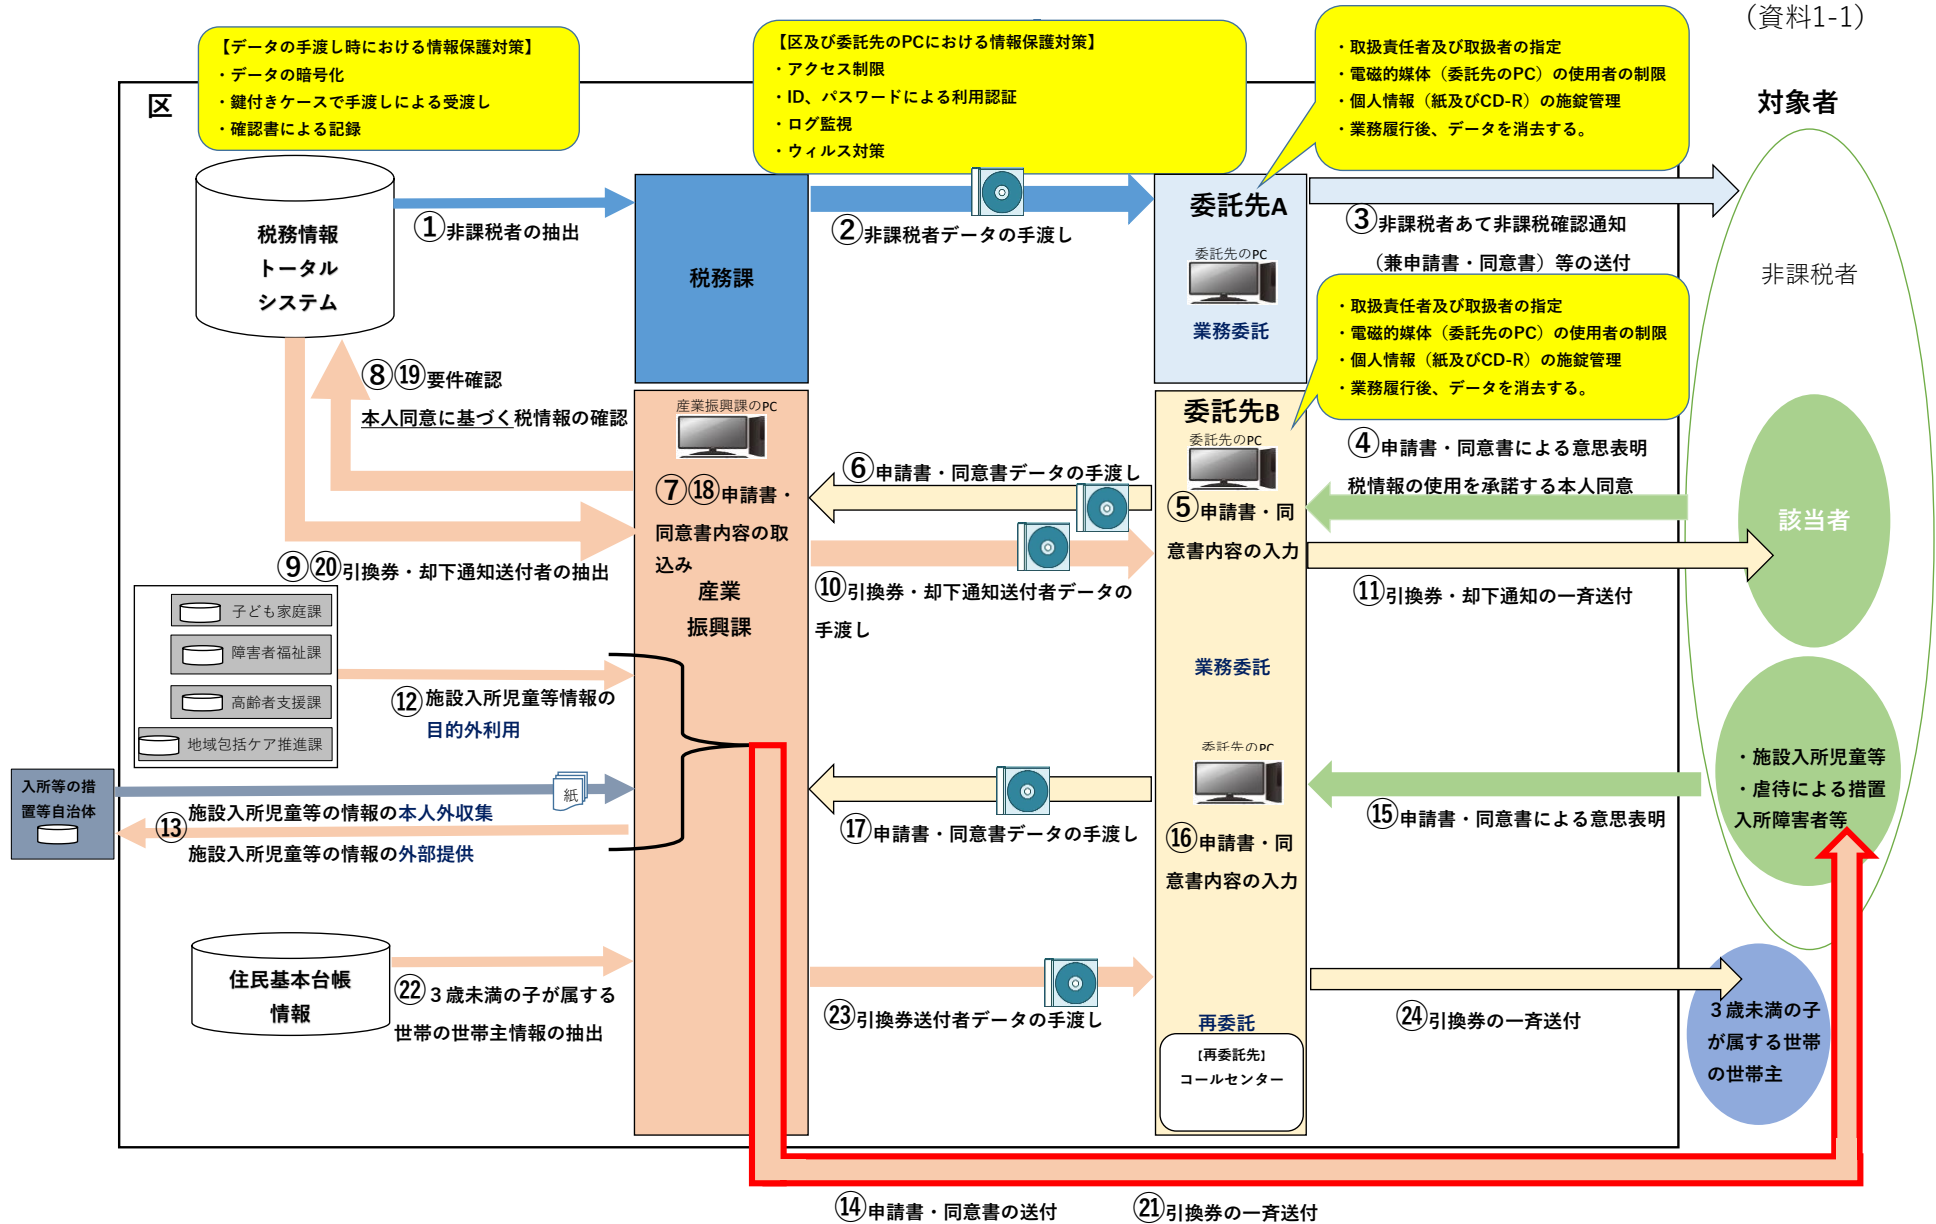 （資料1-1）
【データの手渡し時における情報保護対策】
・データの暗号化
・鍵付きケースで手渡しによる受渡し
・確認書による記録
【区及び委託先のPCにおける情報保護対策】
・アクセス制限
・ID、パスワードによる利用認証
・ログ監視
・ウィルス対策
・取扱責任者及び取扱者の指定
・電磁的媒体（委託先のPC）の使用者の制限
・個人情報（紙及びCD-R）の施錠管理
・業務履行後、データを消去する。
区
対象者
税務情報
トータル
システム
①非課税者の抽出
税務課
②非課税者データの手渡し
委託先A
委託先のPC
業務委託
③非課税者あて非課税確認通知
（兼申請書・同意書）等の送付
非課税者
・取扱責任者及び取扱者の指定
・電磁的媒体（委託先のPC）の使用者の制限
・個人情報（紙及びCD-R）の施錠管理
・業務履行後、データを消去する。
⑧⑲要件確認
本人同意に基づく税情報の確認
産業振興課のPC
⑦⑱申請書・
同意書内容の取
込み
産業
振興課
⑥申請書・同意書データの手渡し
委託先B
委託先のPC
⑤申請書・同
意書内容の入力
④申請書・同意書による意思表明
税情報の使用を承諾する本人同意
該当者
⑨⑳引換券・却下通知送付者の抽出
⑩引換券・却下通知送付者データの
手渡し
⑪引換券・却下通知の一斉送付
子ども家庭課
障害者福祉課
高齢者支援課
地域包括ケア推進課
⑫施設入所児童等情報の
目的外利用
業務委託
入所等の措
置等自治体
紙
⑬施設入所児童等の情報の本人外収集
施設入所児童等の情報の外部提供
⑰申請書・同意書データの手渡し
委託先のPC
⑯申請書・同
意書内容の入力
⑮申請書・同意書による意思表明
・施設入所児童等
・虐待による措置
入所障害者等
住民基本台帳
情報
㉒３歳未満の子が属する
世帯の世帯主情報の抽出
㉓引換券送付者データの手渡し
再委託
【再委託先】
コールセンター
㉔引換券の一斉送付
３歳未満の子
が属する世帯
の世帯主
⑭申請書・同意書の送付
㉑引換券の一斉送付